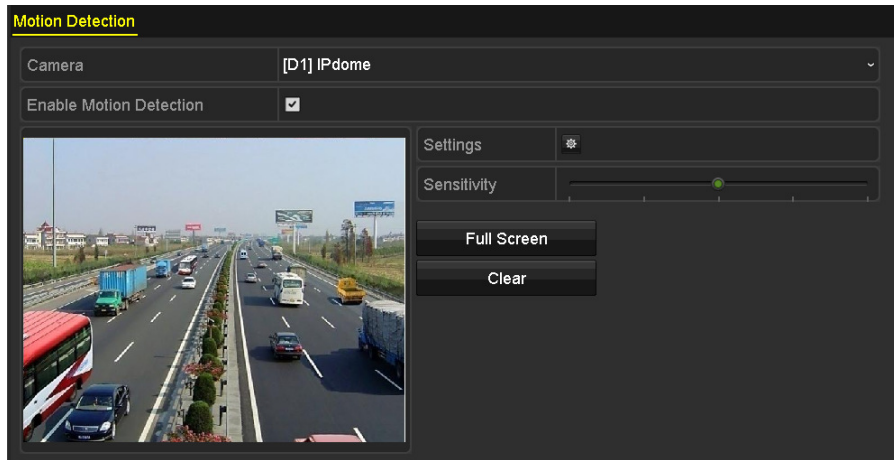 Motion Detection
Camera [D1] IPdome
Enable Motion Detection
Settings
Sensitivity
Full Screen
Clear